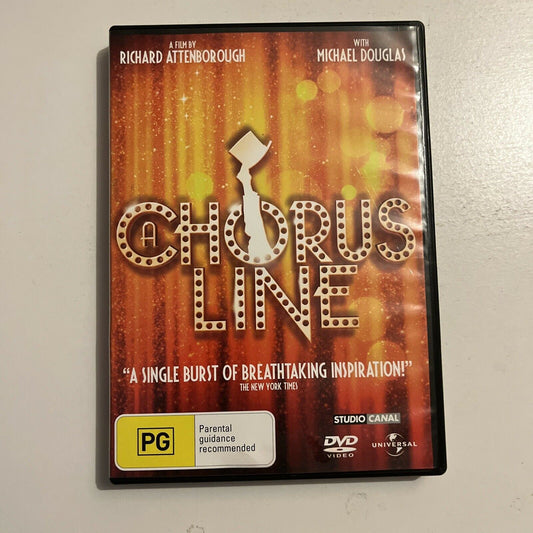 A FILM BY
RICHARD ATTENBOROUGH
WITH
MICHAEL DOUGLAS
A CHORUS
LINE
"A SINGLE BURST OF BREATHTAKING INSPIRATION!"
THE NEW YORK TIMES
PG
Parental
guidance
recommended
STUDIO CANAL
DVD
VIDEO
UNIVERSAL